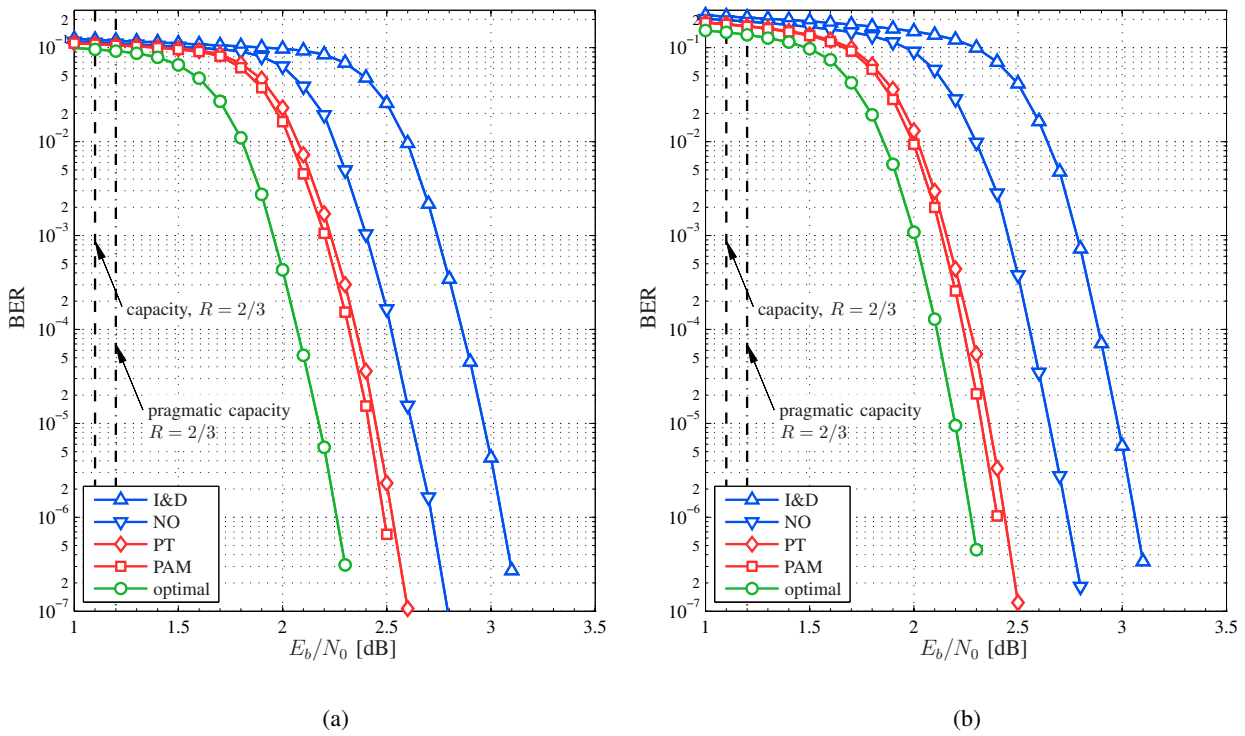 BER
10^-1
5
2
10^-2
5
2
10^-3
5
2
10^-4
5
2
10^-5
5
2
10^-6
5
2
10^-7
2
capacity, R = 2/3
pragmatic capacity
R = 2/3
I&D
NO
PT
PAM
optimal
1
1.5
2
2.5
3
3.5
E_b/N_0 [dB]
(a)
BER
2
10^-1
5
2
10^-2
5
2
10^-3
5
2
10^-4
5
2
10^-5
5
2
10^-6
5
2
10^-7
capacity, R = 2/3
pragmatic capacity
R = 2/3
I&D
NO
PT
PAM
optimal
1
1.5
2
2.5
3
3.5
E_b/N_0 [dB]
(b)